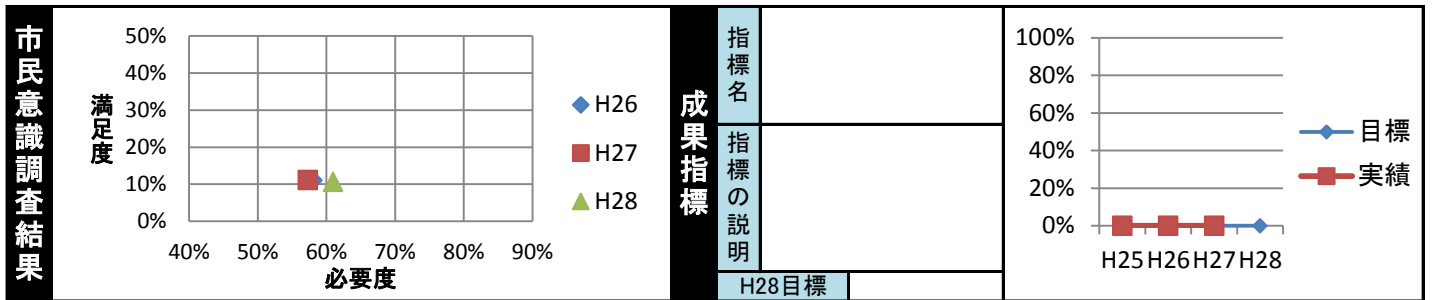 市民意識調査結果
満足度
50%
40%
30%
20%
10%
0%
40% 50% 60% 70% 80% 90%
必要度
H26
H27
H28
成果指標
指標名
指標の説明
H28目標
100%
80%
60%
40%
20%
0%
H25 H26 H27 H28
目標
実績